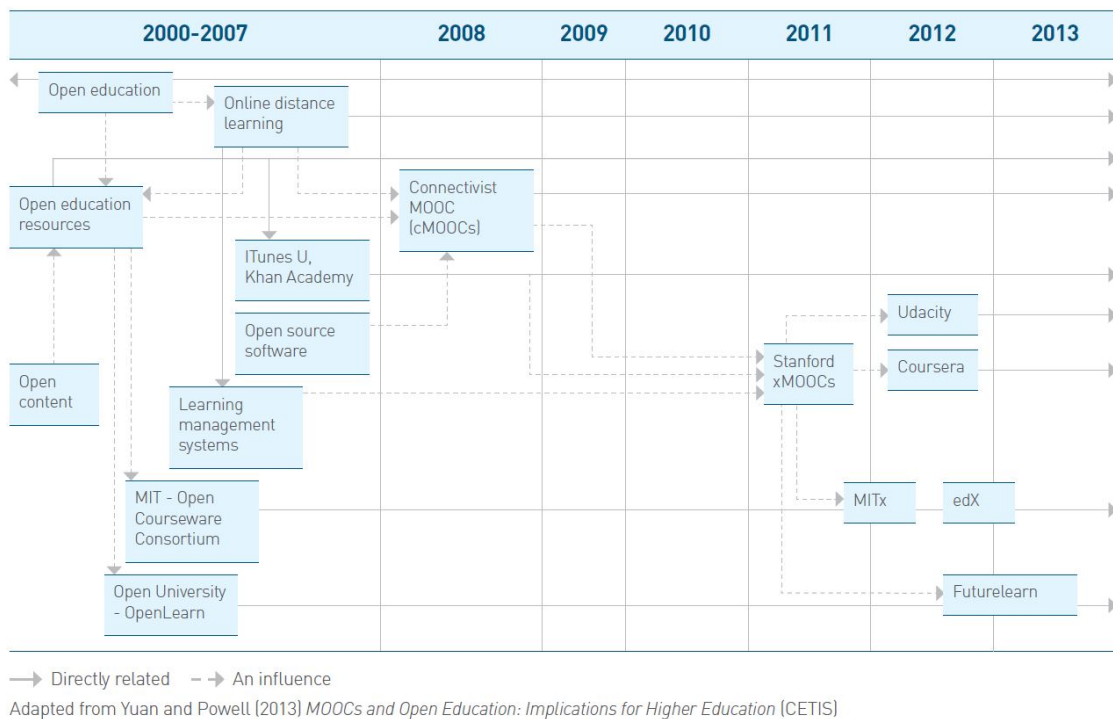 2000-2007
2008
2009
2010
2011
2012
2013
Open education
Online distance
learning
Open education
resources
Connectivist
MOOC
(cMOOCs)
ITunes U,
Khan Academy
Open source
software
Udacity
Stanford
xMOOCs
Coursera
Open
content
Learning
management
systems
MIT - Open
Courseware
Consortium
MITx
edX
Open University
- OpenLearn
Futurelearn
Directly related
An influence
Adapted from Yuan and Powell (2013) MOOCs and Open Education: Implications for Higher Education (CETIS)